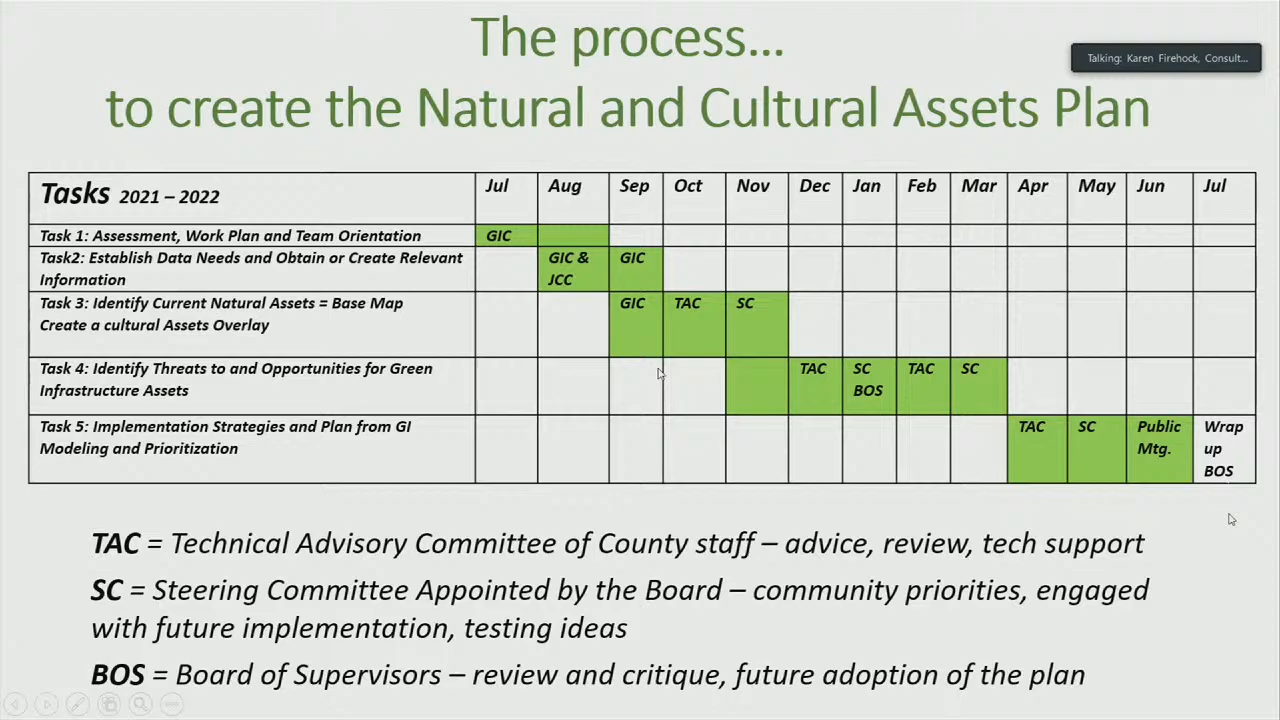 The process...
Talking: Karen Firehock, Consult...
to create the Natural and Cultural Assets Plan
Tasks 2021 – 2022 Jul Aug Sep Oct Nov Dec Jan Feb Mar Apr May Jun Jul
Task 1: Assessment, Work Plan and Team Orientation GIC
Task2: Establish Data Needs and Obtain or Create Relevant GIC & GIC
Information JCC
Task 3: Identify Current Natural Assets = Base Map GIC TAC SC
Create a cultural Assets Overlay
Task 4: Identify Threats to and Opportunities for Green TAC SC TAC SC
Infrastructure Assets BOS
Task 5: Implementation Strategies and Plan from GI TAC SC Public Wrap
Modeling and Prioritization Mtg. up
BOS
TAC = Technical Advisory Committee of County staff – advice, review, tech support
SC = Steering Committee Appointed by the Board – community priorities, engaged
with future implementation, testing ideas
BOS = Board of Supervisors – review and critique, future adoption of the plan